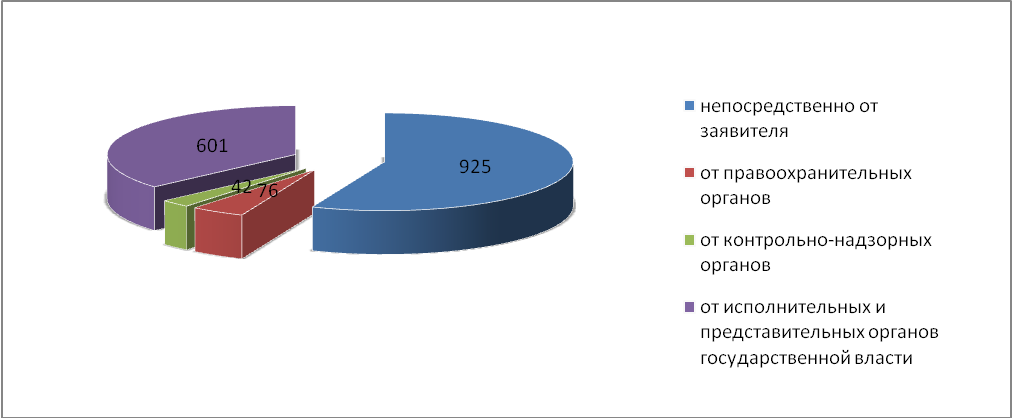 601
42
76
925
непосредственно от
заявителя
от правоохранительных
органов
от контрольно-надзорных
органов
от исполнительных и
представительных органов
государственной власти